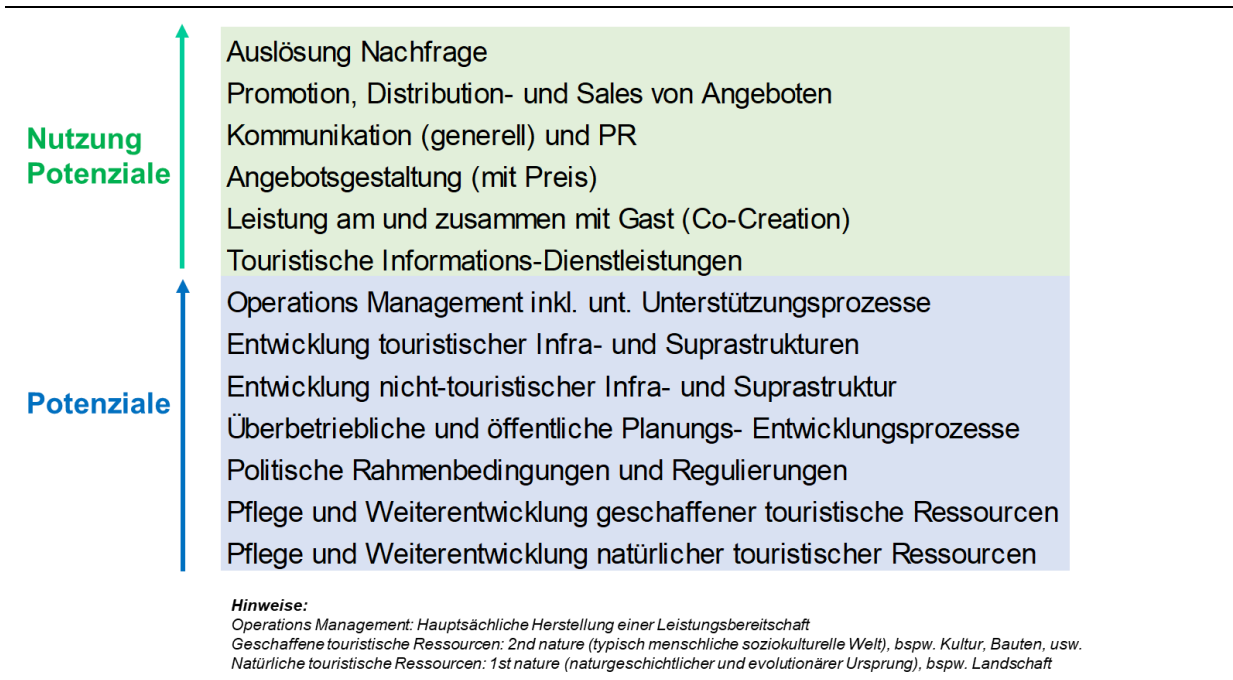 Auslösung Nachfrage
Promotion, Distribution- und Sales von Angeboten
Kommunikation (generell) und PR
Angebotsgestaltung (mit Preis)
Leistung am und zusammen mit Gast (Co-Creation)
Touristische Informations-Dienstleistungen
Nutzung
Potenziale
Operations Management inkl. unt. Unterstützungsprozesse
Entwicklung touristischer Infra- und Suprastrukturen
Entwicklung nicht-touristischer Infra- und Suprastruktur
Überbetriebliche und öffentliche Planungs- Entwicklungsprozesse
Politische Rahmenbedingungen und Regulierungen
Pflege und Weiterentwicklung geschaffener touristische Ressourcen
Pflege und Weiterentwicklung natürlicher touristischer Ressourcen
Potenziale
Hinweise:
Operations Management: Hauptsächliche Herstellung einer Leistungsbereitschaft
Geschaffene touristische Ressourcen: 2nd nature (typisch menschliche soziokulturelle Welt), bspw. Kultur, Bauten, usw.
Natürliche touristische Ressourcen: 1st nature (naturgeschichtlicher und evolutionärer Ursprung), bspw. Landschaft